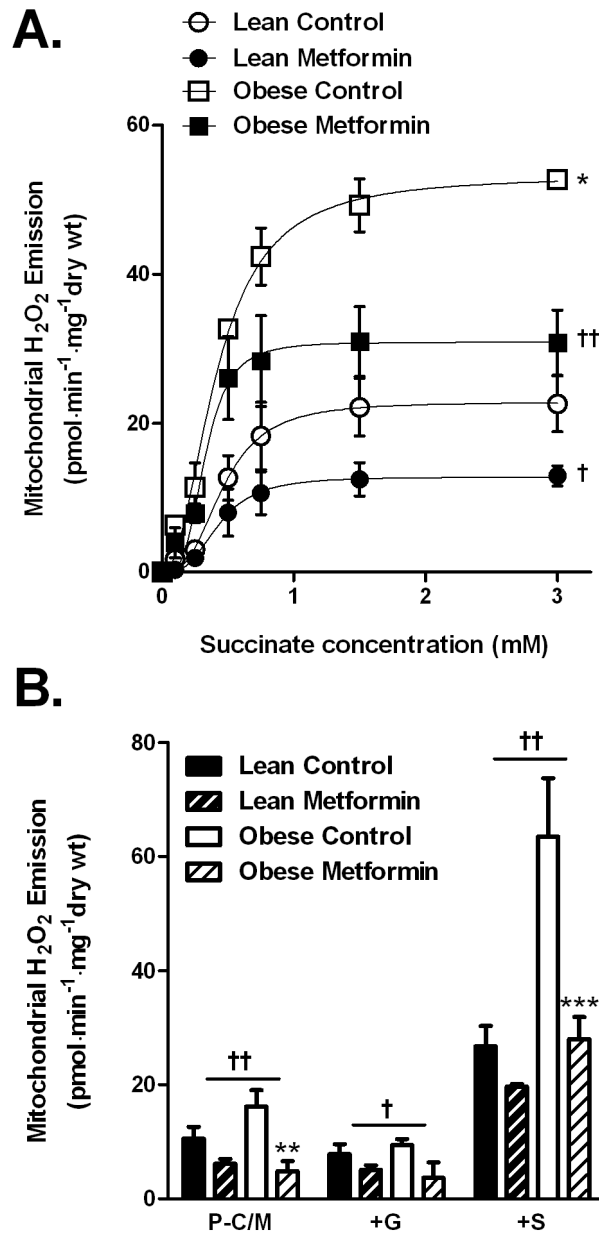 A.
Lean Control
Lean Metformin
Obese Control
Obese Metformin
Mitochondrial H₂O₂ Emission
(pmol·min⁻¹·mg⁻¹dry wt)
60
40
20
0
*
††
†
0 1 2 3
Succinate concentration (mM)
B.
Lean Control
Lean Metformin
Obese Control
Obese Metformin
Mitochondrial H₂O₂ Emission
(pmol·min⁻¹·mg⁻¹dry wt)
80
60
40
20
0
††
**
†
††
***
P-C/M +G +S